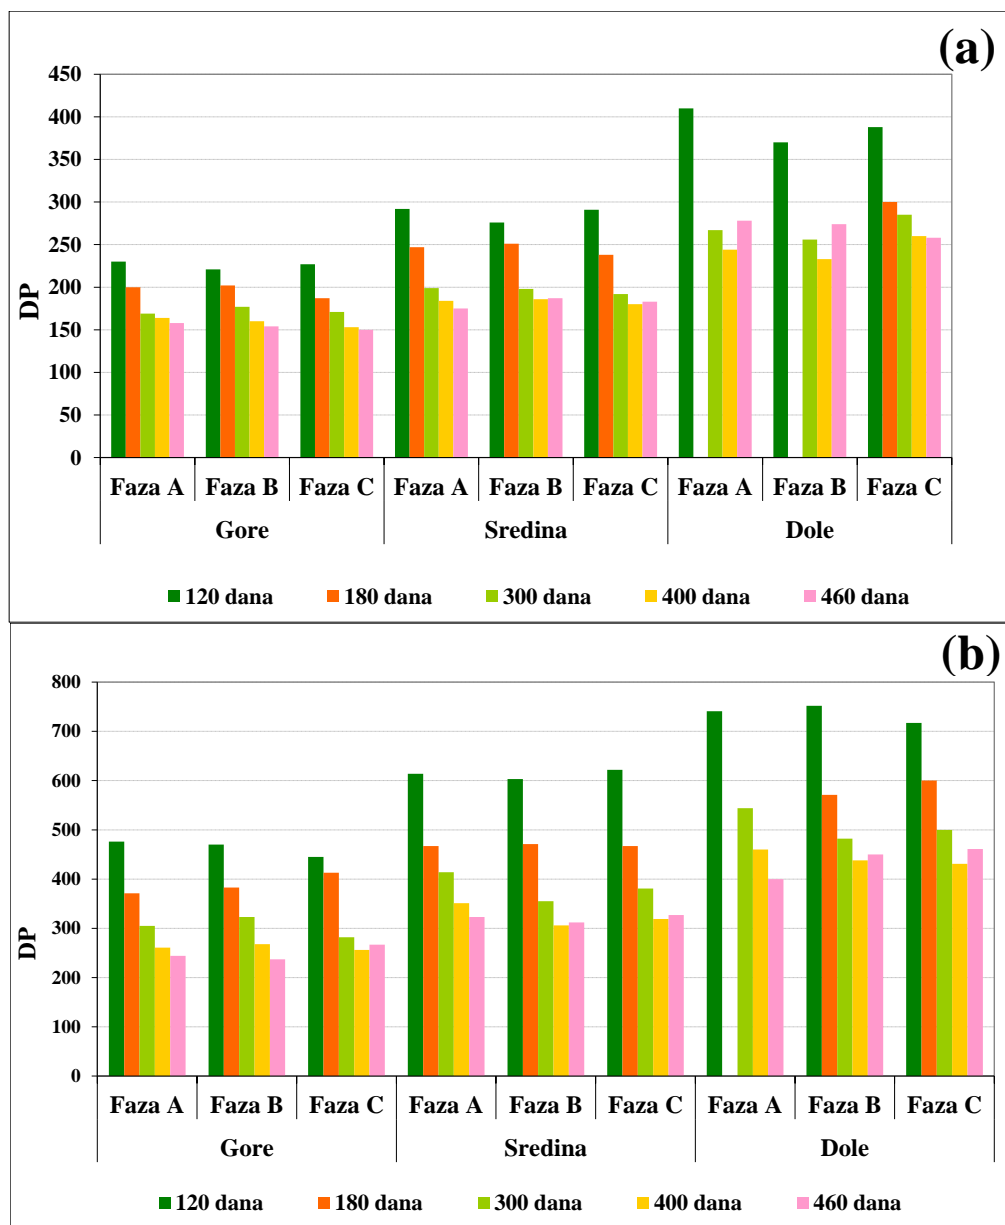 (a)
450
400
350
300
250
200
150
100
50
0
DP
Faza A Faza B Faza C Faza A Faza B Faza C Faza A Faza B Faza C
Gore Sredina Dole
120 dana 180 dana 300 dana 400 dana 460 dana
(b)
800
700
600
500
400
300
200
100
0
DP
Faza A Faza B Faza C Faza A Faza B Faza C Faza A Faza B Faza C
Gore Sredina Dole
120 dana 180 dana 300 dana 400 dana 460 dana